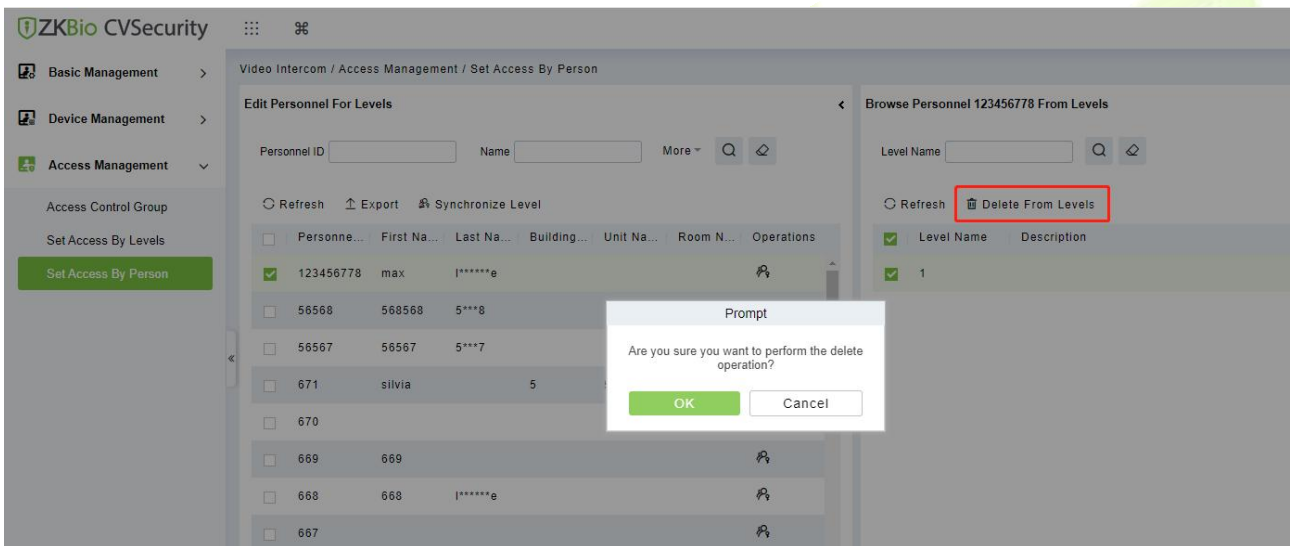 ZKBio CVSecurity
Basic Management
Device Management
Access Management
Access Control Group
Set Access By Levels
Set Access By Person
Video Intercom / Access Management / Set Access By Person
Edit Personnel For Levels
Personnel ID Name More
Refresh Export Synchronize Level
Personne... First Na... Last Na... Building... Unit Na... Room N... Operations
123456778 max l******e
56568 568568 5***8
56567 56567 5***7
671 silvia 5
670
669 669
668 668 l******e
667
Browse Personnel 123456778 From Levels
Level Name
Refresh Delete From Levels
Level Name Description
1
Prompt
Are you sure you want to perform the delete
operation?
OK Cancel